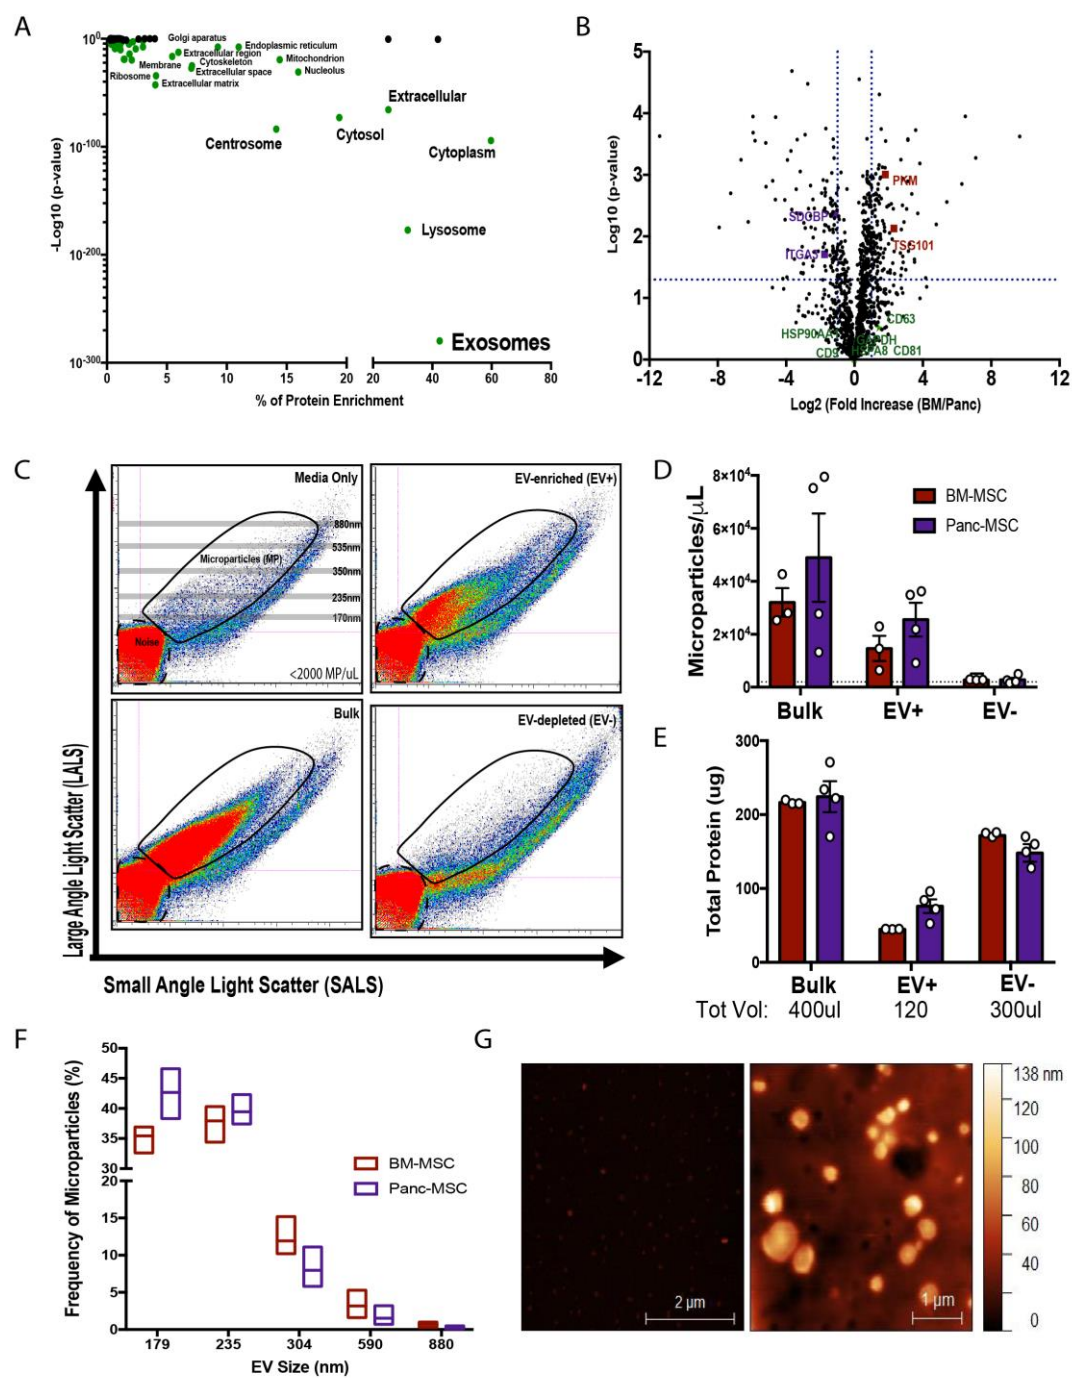 A
-Log10 (p-value)
10^0
10^-100
10^-200
10^-300
Golgi aparatus
Endoplasmic reticulum
Extracellular region
Mitochondrion
Membrane
Cytoskeleton
Extracellular space
Nucleolus
Ribosome
Extracellular matrix
Extracellular
Centrosome
Cytosol
Cytoplasm
Lysosome
Exosomes
0 5 10 15 20 20 40 60 80
% of Protein Enrichment
B
Log10 (p-value)
5
4
3
2
1
0
PKM
SDCBP
TSG101
ITGA3
CD63
HSP90AA
GAPDH
CD9
CD81
-12 -8 -4 0 4 8 12
Log2 (Fold Increase (BM/Panc)
C
Large Angle Light Scatter (LALS)
Media Only
880nm
535nm
Microparticles (MP)
350nm
235nm
170nm
Noise
<2000 MP/uL
EV-enriched (EV+)
Bulk
EV-depleted (EV-)
Small Angle Light Scatter (SALS)
D
Microparticles/μL
8×10^4
6×10^4
4×10^4
2×10^4
0
BM-MSC
Panc-MSC
Bulk EV+ EV-
E
Total Protein (ug)
300
200
100
0
Bulk EV+ EV-
Tot Vol: 400ul 120 300ul
F
Frequency of Microparticles (%)
50
45
40
35
30
20
15
10
5
0
BM-MSC
Panc-MSC
179 235 304 590 880
EV Size (nm)
G
2 μm
1 μm
138 nm
120
100
80
60
40
0